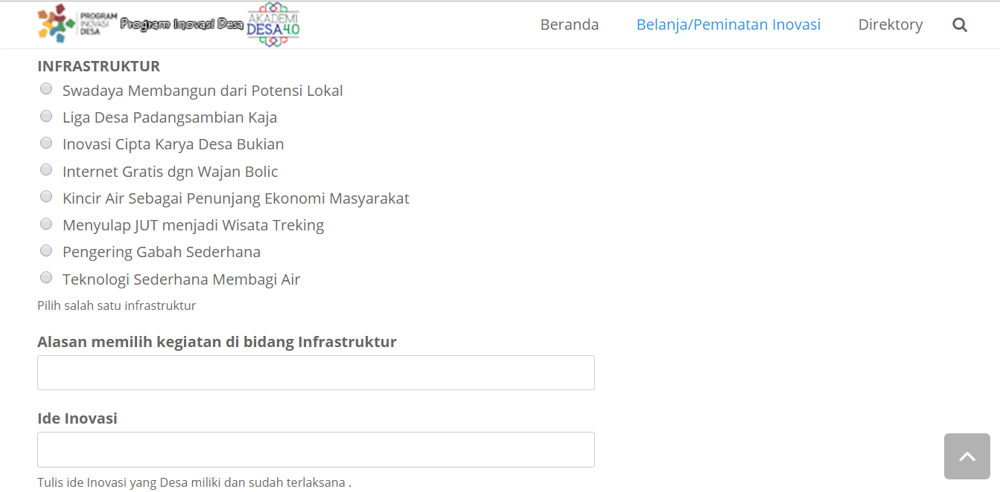 PROGRAM
INOVASI
DESA
Program Inovasi Desa
AKADEMI
DESA 4.0
Beranda
Belanja/Peminatan Inovasi
Direktory
INFRASTRUKTUR
Swadaya Membangun dari Potensi Lokal
Liga Desa Padangsambian Kaja
Inovasi Cipta Karya Desa Bukian
Internet Gratis dgn Wajan Bolic
Kincir Air Sebagai Penunjang Ekonomi Masyarakat
Menyulap JUT menjadi Wisata Treking
Pengering Gabah Sederhana
Teknologi Sederhana Membagi Air
Pilih salah satu infrastruktur
Alasan memilih kegiatan di bidang Infrastruktur
Ide Inovasi
Tulis ide Inovasi yang Desa miliki dan sudah terlaksana .